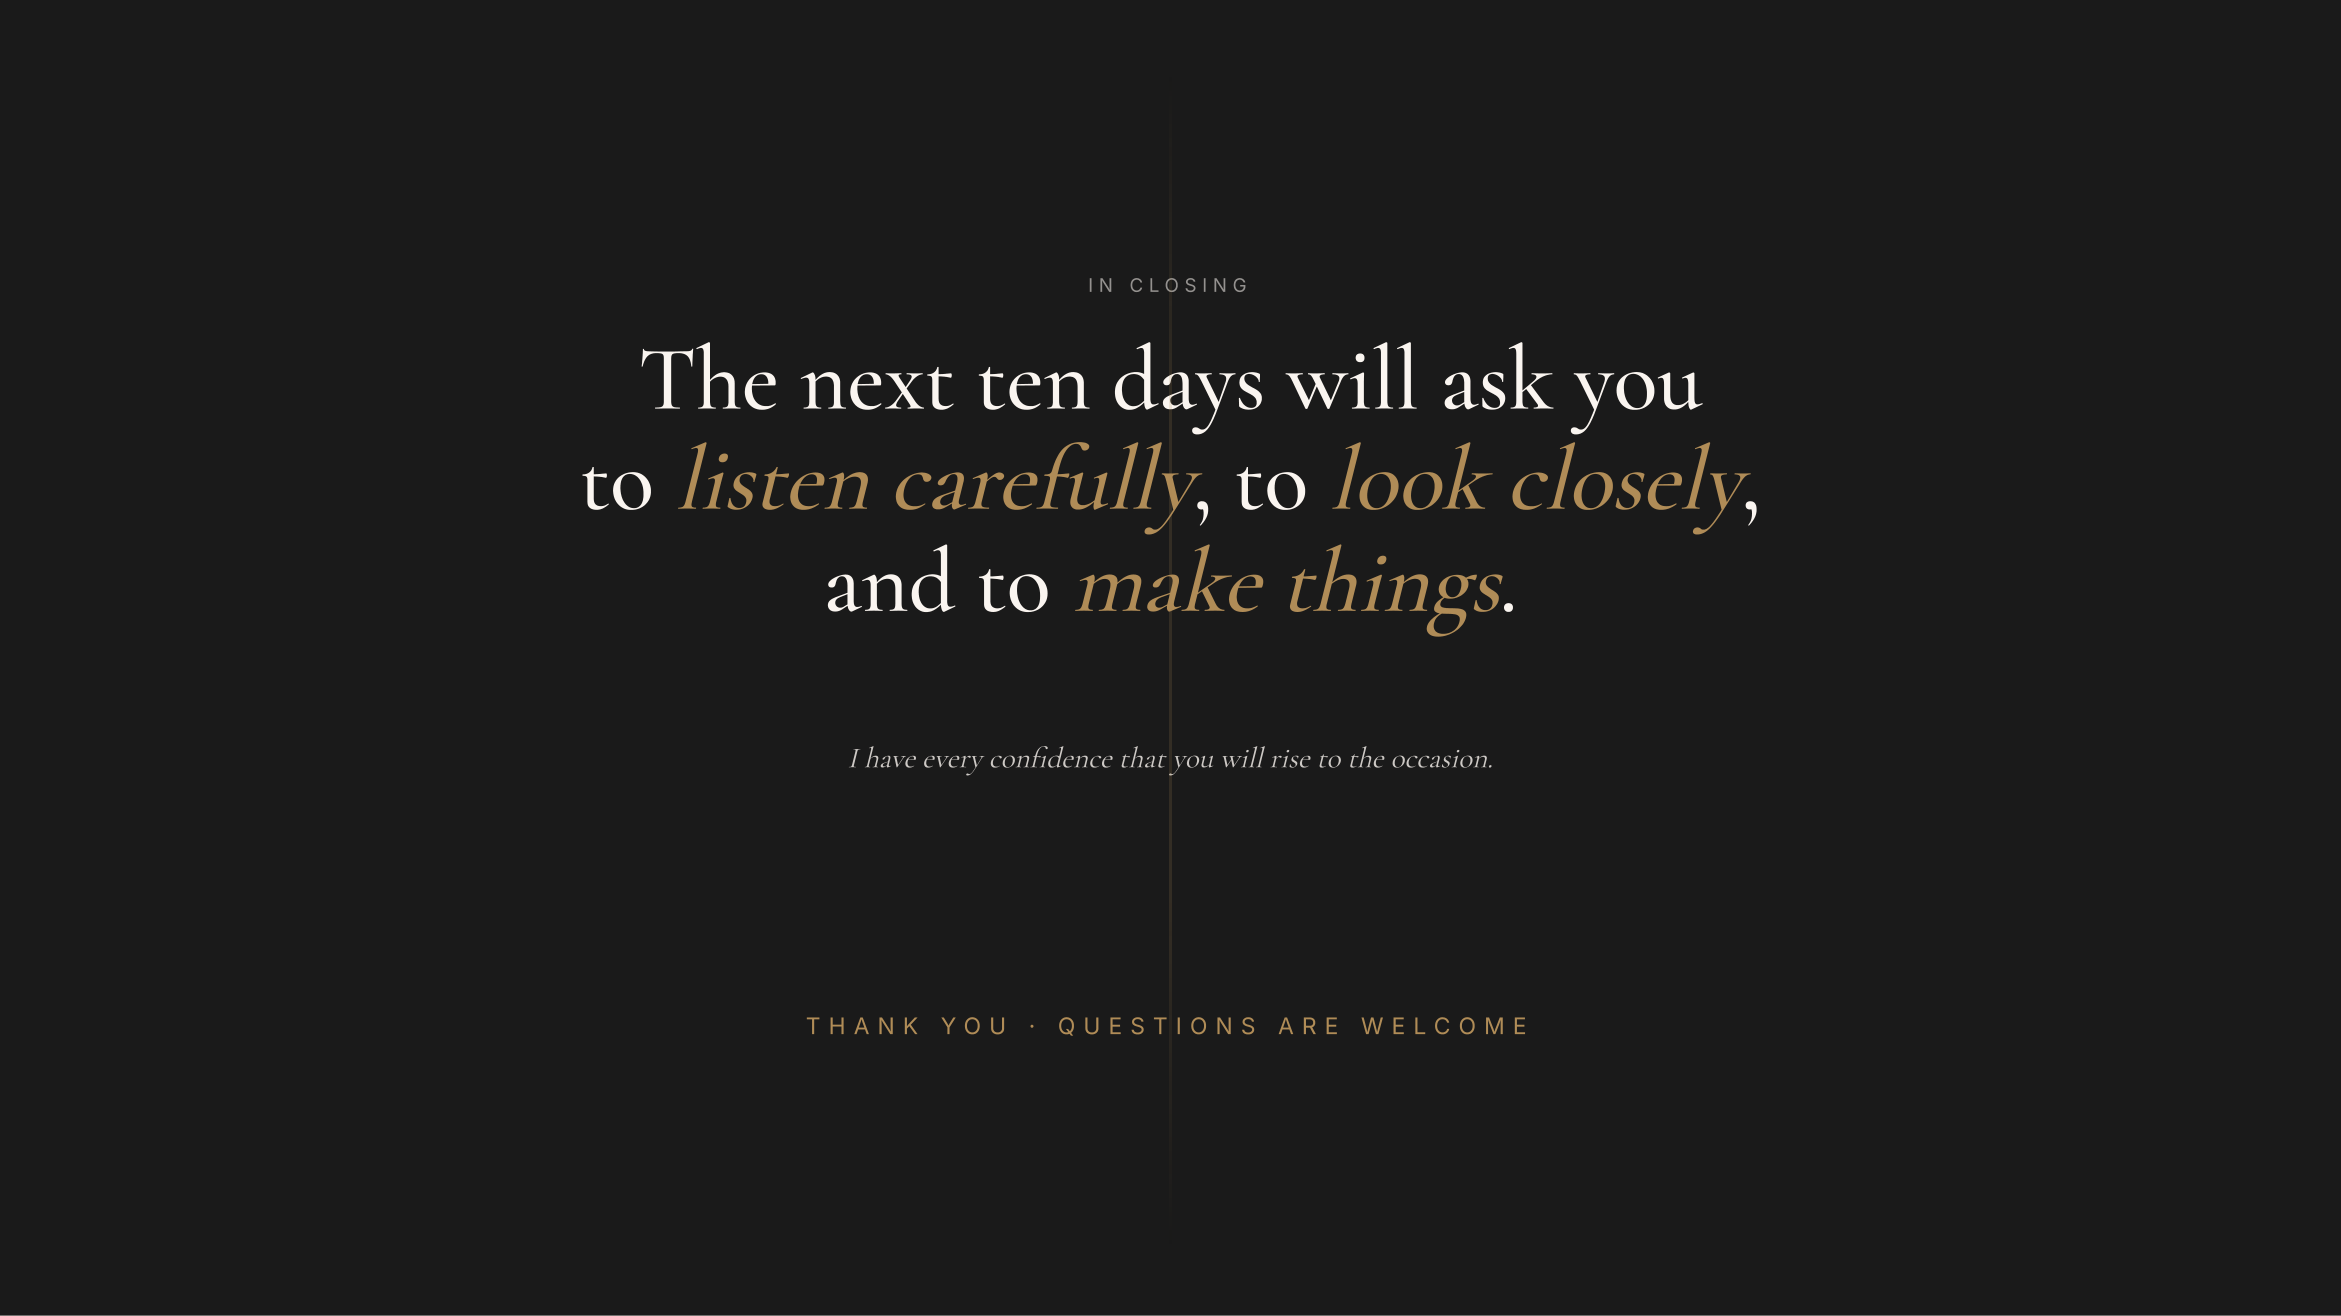 IN CLOSING
The next ten days will ask you
to listen carefully, to look closely,
and to make things.
I have every confidence that you will rise to the occasion.
THANK YOU · QUESTIONS ARE WELCOME